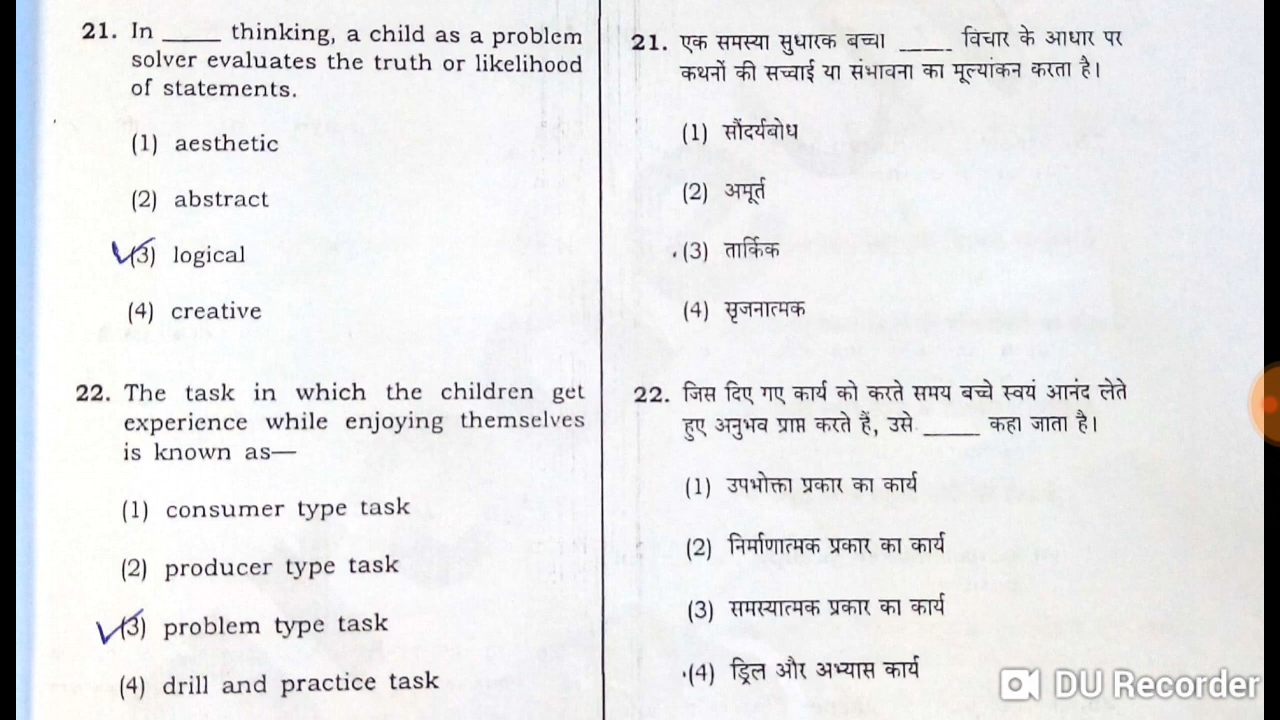 21. In _____ thinking, a child as a problem
solver evaluates the truth or likelihood
of statements.
(1) aesthetic
(2) abstract
(3) logical
(4) creative
22. The task in which the children get
experience while enjoying themselves
is known as—
(1) consumer type task
(2) producer type task
(3) problem type task
(4) drill and practice task
21. एक समस्या सुधारक बच्चा _____ विचार के आधार पर
कथनों की सच्चाई या संभावना का मूल्यांकन करता है।
(1) सौंदर्यबोध
(2) अमूर्त
(3) तार्किक
(4) सृजनात्मक
22. जिस दिए गए कार्य को करते समय बच्चे स्वयं आनंद लेते
हुए अनुभव प्राप्त करते हैं, उसे _____ कहा जाता है।
(1) उपभोक्ता प्रकार का कार्य
(2) निर्माणात्मक प्रकार का कार्य
(3) समस्यात्मक प्रकार का कार्य
(4) ड्रिल और अभ्यास कार्य
DU Recorder